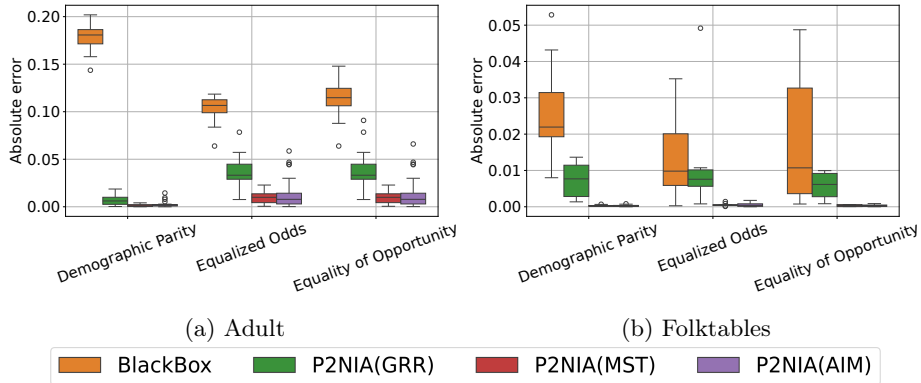 0.20
0.15
0.10
0.05
0.00
Absolute error
Demographic Parity
Equalized Odds
Equality of Opportunity
(a) Adult
0.05
0.04
0.03
0.02
0.01
0.00
Absolute error
Demographic Parity
Equalized Odds
Equality of Opportunity
(b) Folktables
BlackBox P2NIA(GRR) P2NIA(MST) P2NIA(AIM)